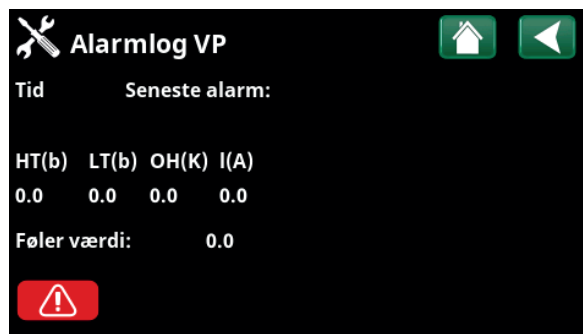 Alarmlog VP
Tid Seneste alarm:
HT(b) LT(b) OH(K) I(A)
0.0 0.0 0.0 0.0
Føler værdi: 0.0